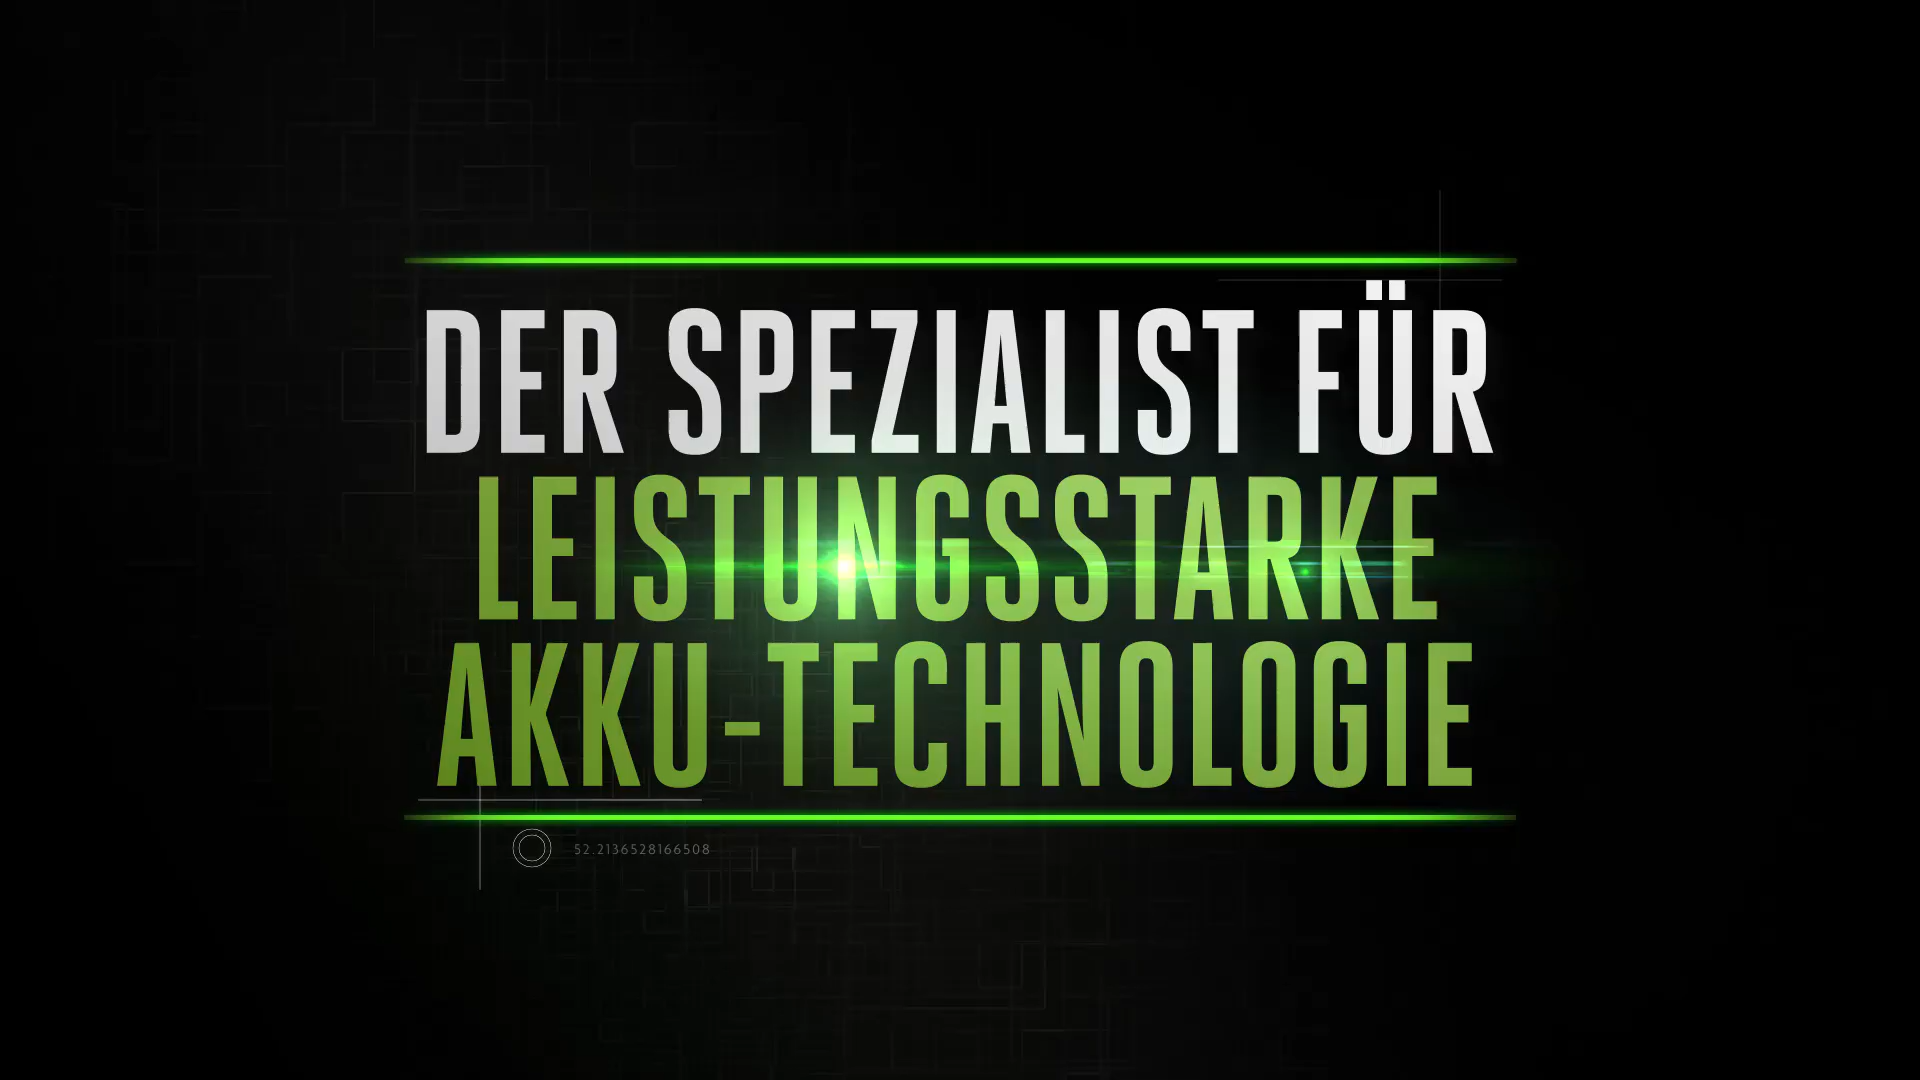 DER SPEZIALIST FÜR
LEISTUNGSSTARKE
AKKU-TECHNOLOGIE
52.2136528166508